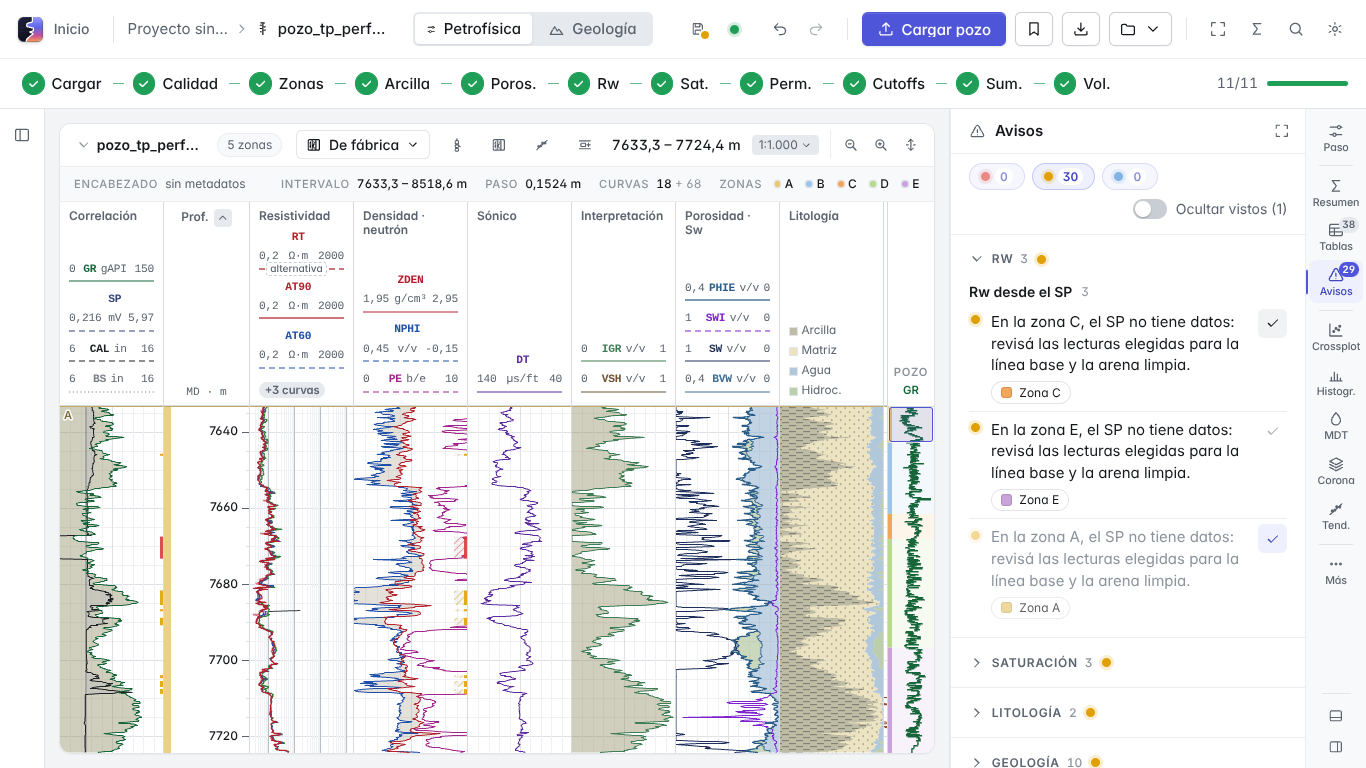 Inicio
Proyecto sin...
pozo_tp_perf...
Petrofísica
Geología
Cargar pozo
Cargar
Calidad
Zonas
Arcilla
Poros.
Rw
Sat.
Perm.
Cutoffs
Sum.
Vol.
11/11
pozo_tp_perf...
5 zonas
De fábrica
7633,3 – 7724,4 m
1:1.000
ENCABEZADO sin metadatos
INTERVALO 7633,3 – 8518,6 m
PASO 0,1524 m
CURVAS 18 + 68
ZONAS A B C D E
Correlación
0 GR gAPI 150
SP
0,216 mV 5,97
6 CAL in 16
6 BS in 16
Prof.
MD · m
Resistividad
RT
0,2 Ω·m 2000
alternativa
AT90
0,2 Ω·m 2000
AT60
0,2 Ω·m 2000
+3 curvas
Densidad ·
neutrón
ZDEN
1,95 g/cm³ 2,95
NPHI
0,45 v/v -0,15
0 PE b/e 10
Sónico
DT
140 µs/ft 40
Interpretación
0 IGR v/v 1
0 VSH v/v 1
Porosidad ·
Sw
0,4 PHIE v/v 0
1 SWI v/v 0
1 SW v/v 0
0,4 BVW v/v 0
Litología
Arcilla
Matriz
Agua
Hidroc.
POZO
GR
A
7640
7660
7680
7700
7720
Avisos
0
30
0
Ocultar vistos (1)
RW 3
Rw desde el SP 3
En la zona C, el SP no tiene datos:
revisá las lecturas elegidas para la
línea base y la arena limpia.
Zona C
En la zona E, el SP no tiene datos:
revisá las lecturas elegidas para la
línea base y la arena limpia.
Zona E
En la zona A, el SP no tiene datos:
revisá las lecturas elegidas para la
línea base y la arena limpia.
Zona A
SATURACIÓN 3
LITOLOGÍA 2
GEOLOGÍA 10
Paso
Σ
Resumen
38
Tablas
29
Avisos
Crossplot
Histogr.
MDT
Corona
Tend.
Más